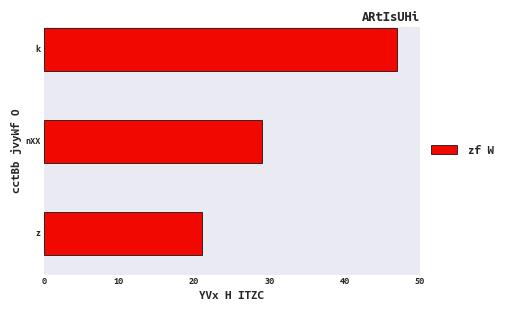 ARtIsUHi
cctBb jvyWf O
k
nXX
z
0 10 20 30 40 50
YVx H ITZC
zf W